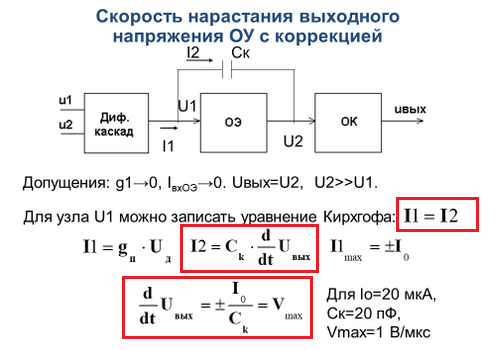 Скорость нарастания выходного
напряжения ОУ с коррекцией
I2 Cк
u1
u2
Диф.
каскад
U1
I1
ОЭ
U2
ОК
uвых
Допущения: g1→0, IвхОЭ→0. Uвых=U2, U2>>U1.
Для узла U1 можно записать уравнение Кирхгофа: I1 = I2
I1 = gп · Uд I2 = Ck · d/dt Uвых I1max = ±I0
d/dt Uвых = ± I0/Ck = Vmax
Для Iо=20 мкА,
Ск=20 пФ,
Vmax=1 В/мкс